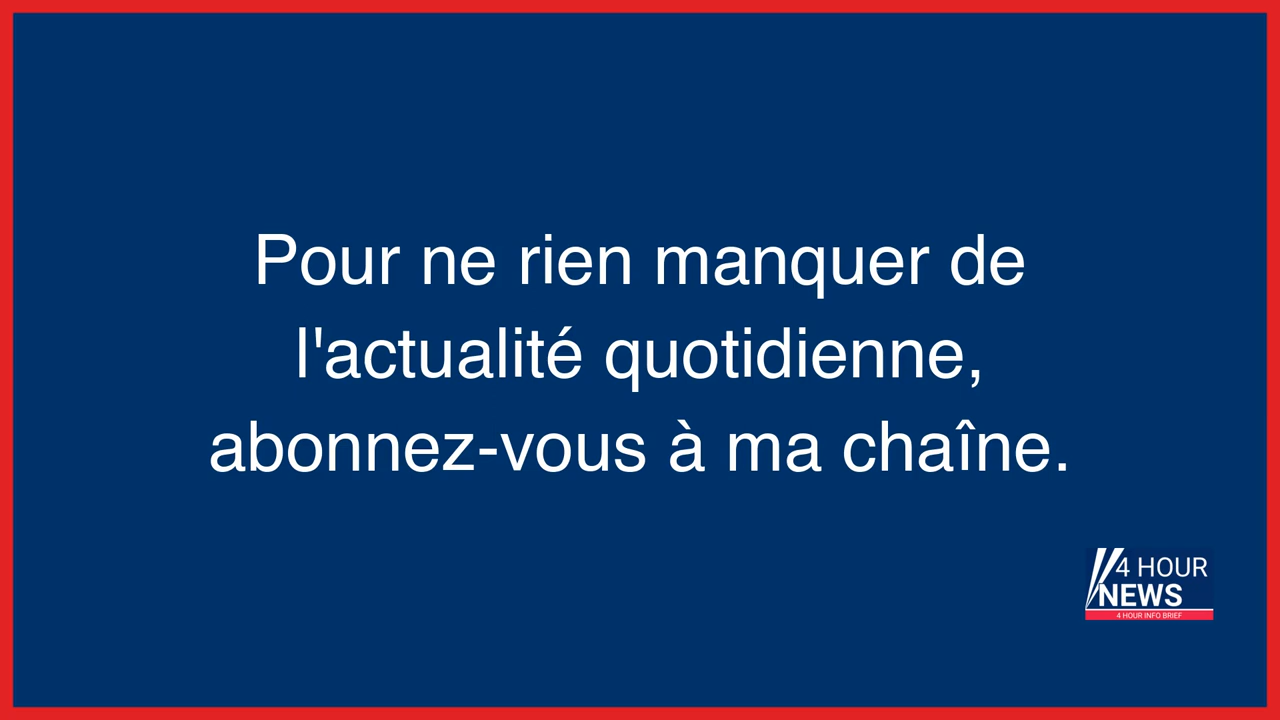 Pour ne rien manquer de
l'actualité quotidienne,
abonnez-vous à ma chaîne.
4 HOUR
NEWS
4 HOUR INFO BRIEF